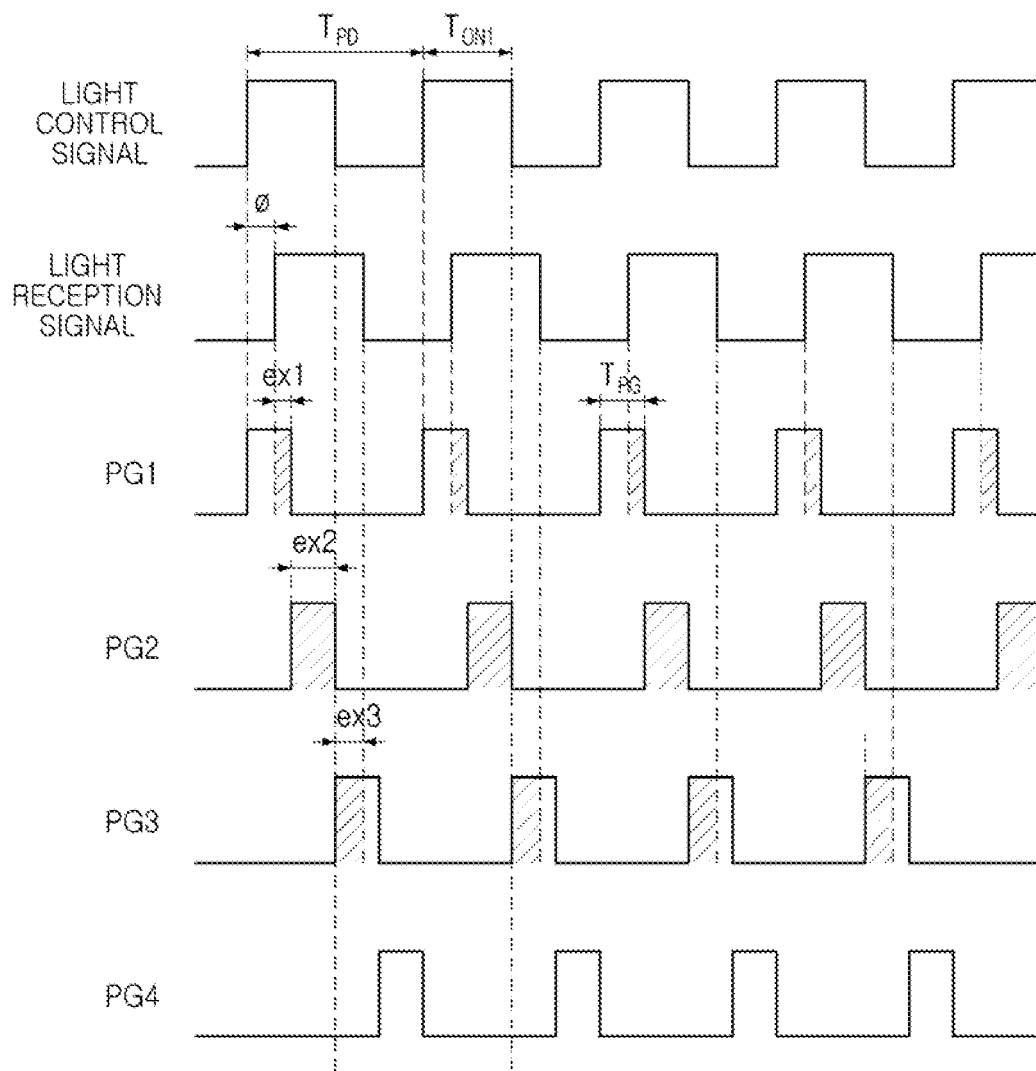 T_PD T_ON1
LIGHT
CONTROL
SIGNAL
Ø
LIGHT
RECEPTION
SIGNAL
ex1 T_PG
PG1
ex2
PG2
ex3
PG3
PG4